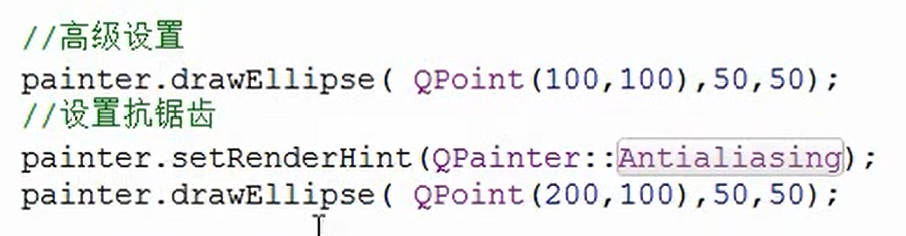 //高级设置
painter.drawEllipse( QPoint(100,100),50,50);
//设置抗锯齿
painter.setRenderHint(QPainter::Antialiasing);
painter.drawEllipse( QPoint(200,100),50,50);